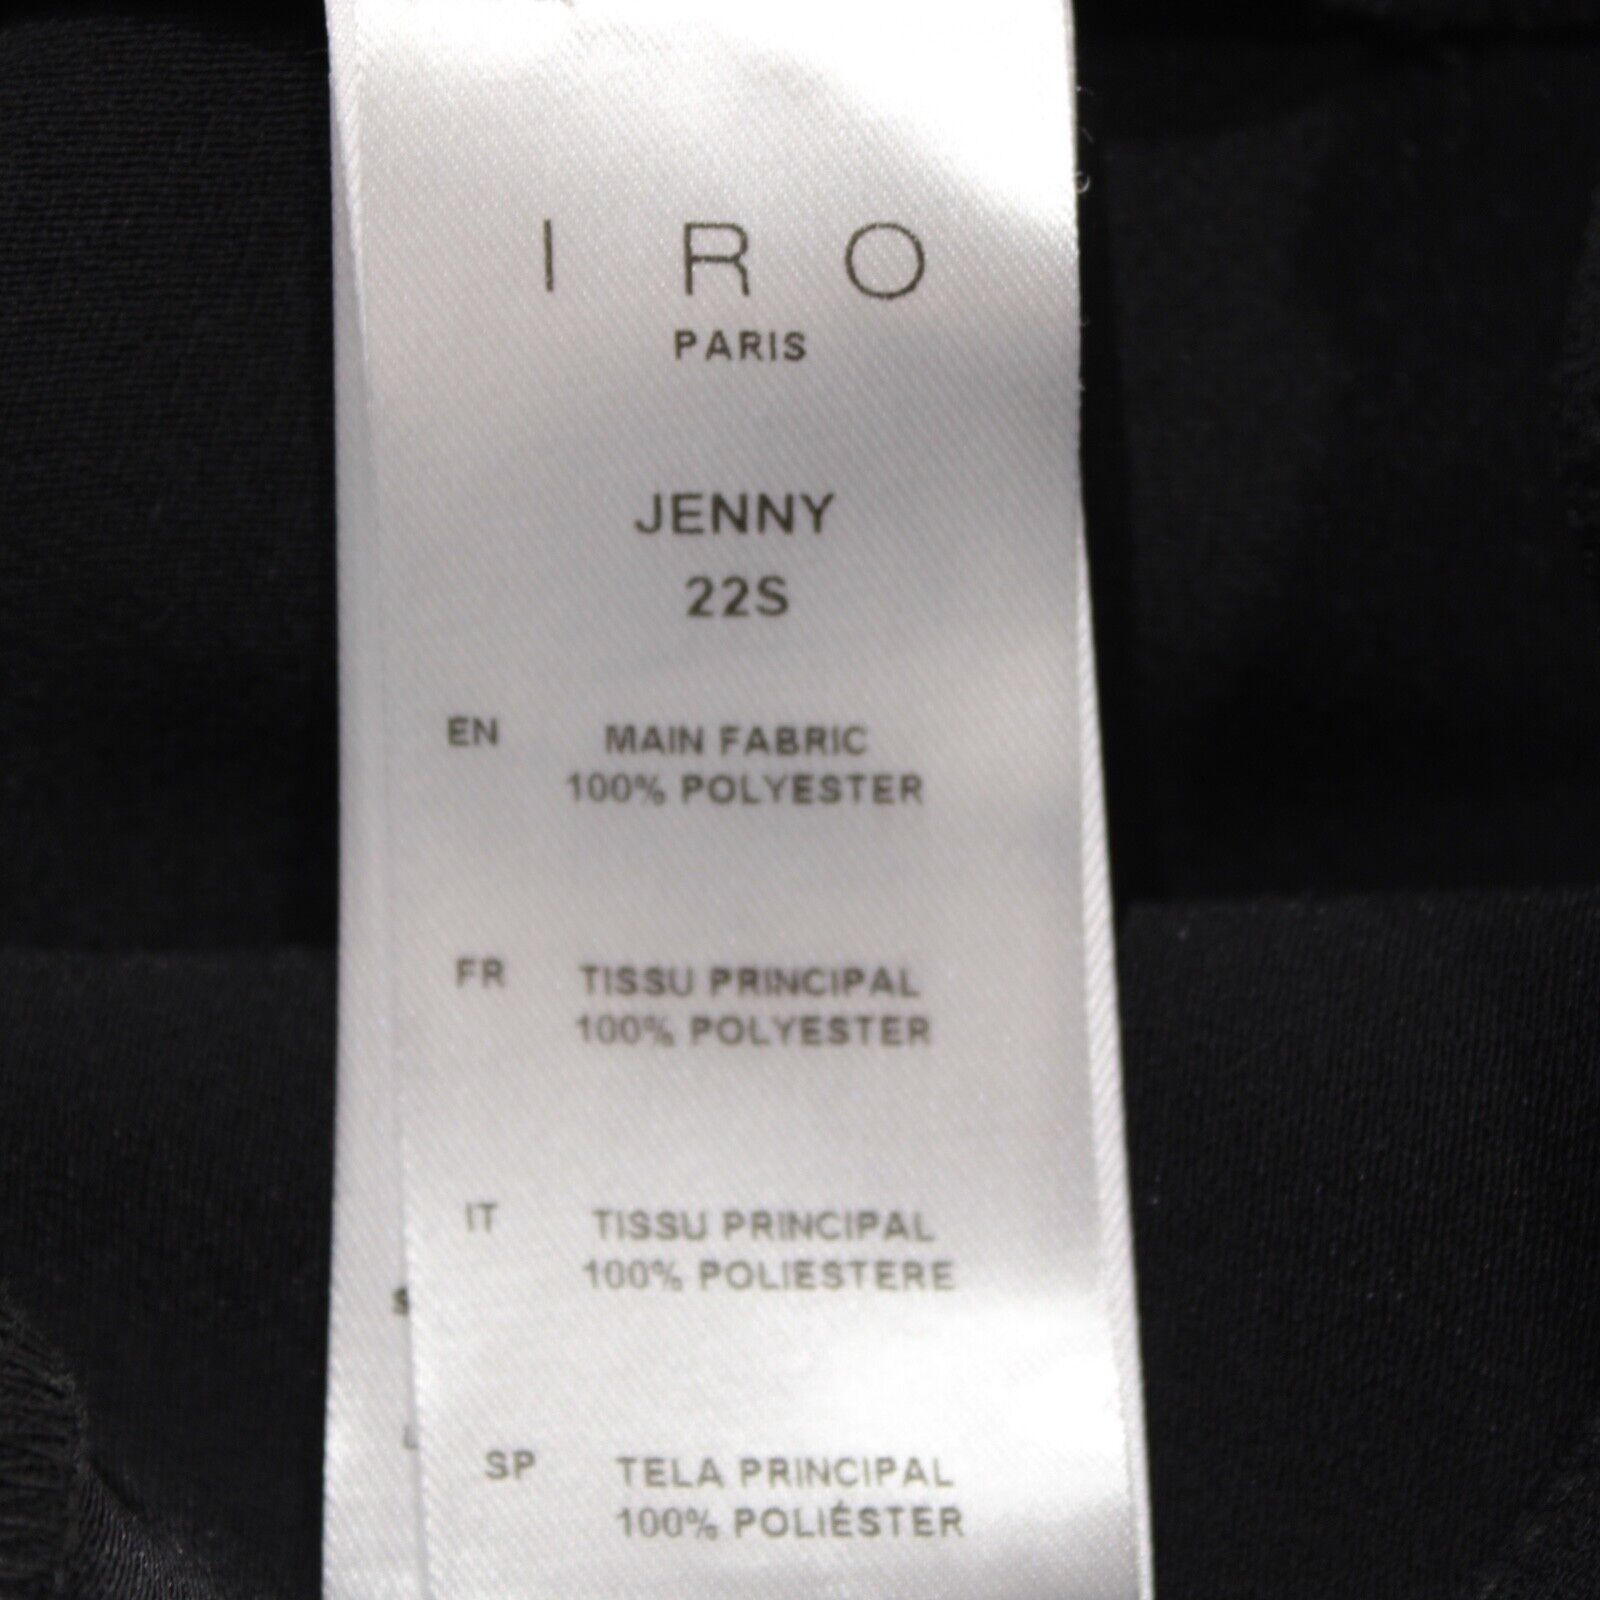 IRO
PARIS
JENNY
22S
EN MAIN FABRIC
100% POLYESTER
FR TISSU PRINCIPAL
100% POLYESTER
IT TISSU PRINCIPAL
100% POLIESTERE
SP TELA PRINCIPAL
100% POLIÉSTER